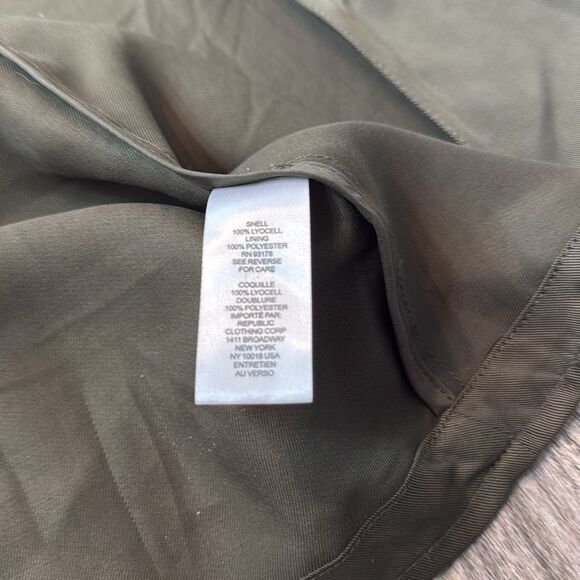 SHELL
100% LYOCELL
LINING
100% POLYESTER
RN 93178
SEE REVERSE
FOR CARE
COQUILLE
100% LYOCELL
DOUBLURE
100% POLYESTER
IMPORTÉ PAR:
REPUBLIC
CLOTHING CORP
1411 BROADWAY
NEW YORK
NY 10018 USA
ENTRETIEN
AU VERSO